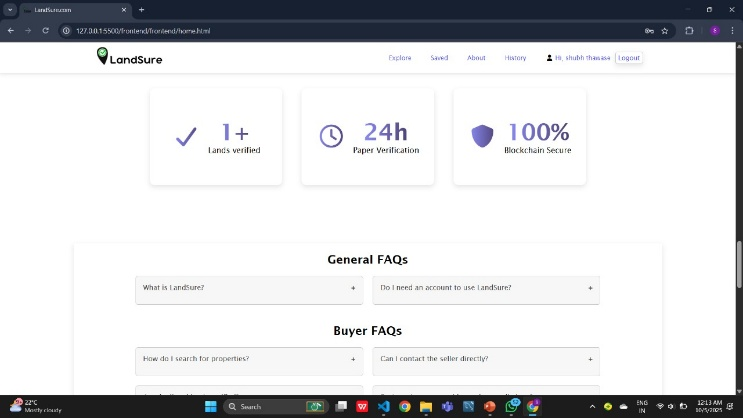 LandSure.com
127.0.0.1:5500/frontend/frontend/home.html
LandSure
Explore
Saved
About
History
Hi, shubh thawase
Logout
1+
Lands verified
24h
Paper Verification
100%
Blockchain Secure
General FAQs
What is LandSure? +
Do I need an account to use LandSure? +
Buyer FAQs
How do I search for properties? +
Can I contact the seller directly? +
22°C
Mostly cloudy
Search
ENG
IN
12:13 AM
10/5/2025